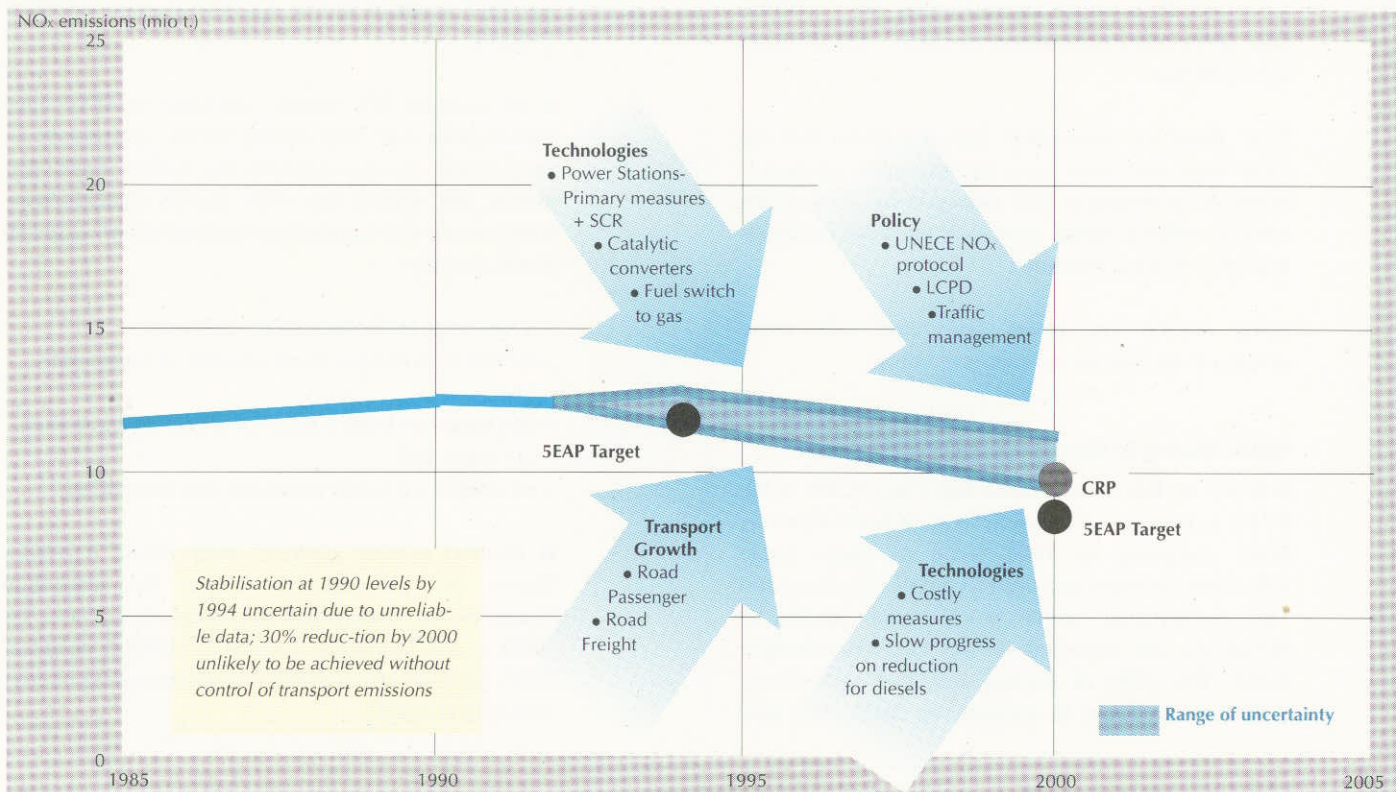 NOx emissions (mio t.)
25
20
15
10
5
0
1985
1990
1995
2000
2005
Technologies
• Power Stations-
Primary measures
+ SCR
• Catalytic
converters
• Fuel switch
to gas
Policy
• UNECE NOx
protocol
• LCPD
• Traffic
management
5EAP Target
CRP
5EAP Target
Transport
Growth
• Road
Passenger
• Road
Freight
Technologies
• Costly
measures
• Slow progress
on reduction
for diesels
Stabilisation at 1990 levels by
1994 uncertain due to unreliab-
le data; 30% reduc-tion by 2000
unlikely to be achieved without
control of transport emissions
Range of uncertainty